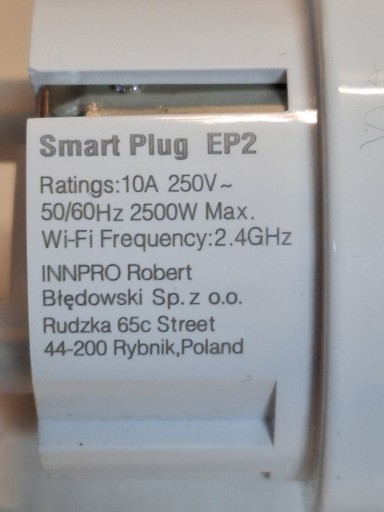 Smart Plug EP2
Ratings:10A 250V~
50/60Hz 2500W Max.
Wi-Fi Frequency:2.4GHz
INNPRO Robert
Błędowski Sp. z o.o.
Rudzka 65c Street
44-200 Rybnik,Poland